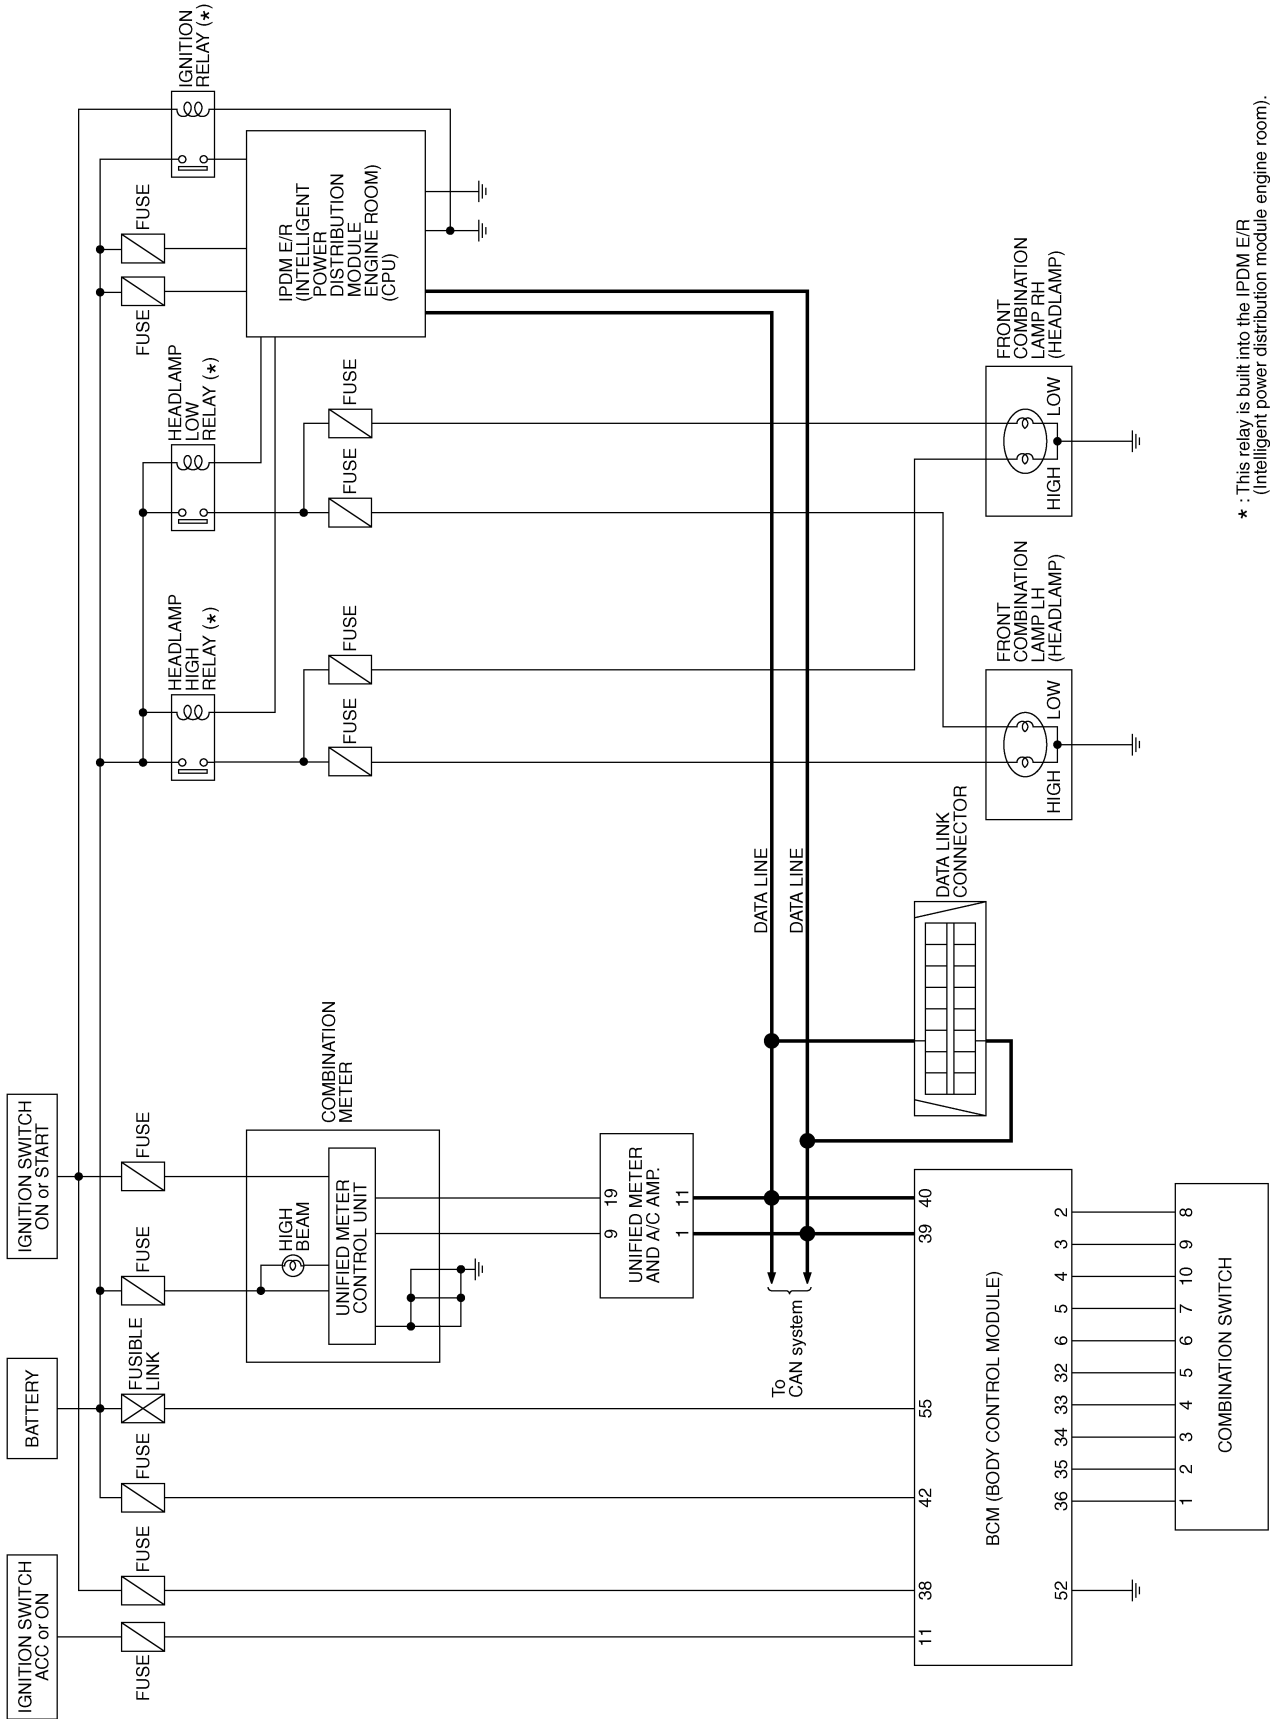 IGNITION SWITCH
ACC or ON
BATTERY
IGNITION SWITCH
ON or START
FUSE
FUSE
FUSE
FUSIBLE
LINK
FUSE
FUSE
HEADLAMP
HIGH
RELAY (*)
HEADLAMP
LOW
RELAY (*)
FUSE
FUSE
IGNITION
RELAY (*)
COMBINATION
METER
HIGH
BEAM
UNIFIED METER
CONTROL UNIT
FUSE
FUSE
FUSE
FUSE
IPDM E/R
(INTELLIGENT
POWER
DISTRIBUTION
MODULE
ENGINE ROOM)
(CPU)
9 19
UNIFIED METER
AND A/C AMP.
1 11
DATA LINE
DATA LINE
To
CAN system
DATA LINK
CONNECTOR
11 38 42 55 39 40
BCM (BODY CONTROL MODULE)
52 36 35 34 33 32 6 5 4 3 2
1 2 3 4 5 6 7 10 9 8
COMBINATION SWITCH
FRONT
COMBINATION
LAMP LH
(HEADLAMP)
HIGH LOW
FRONT
COMBINATION
LAMP RH
(HEADLAMP)
HIGH LOW
* : This relay is built into the IPDM E/R
(Intelligent power distribution module engine room).